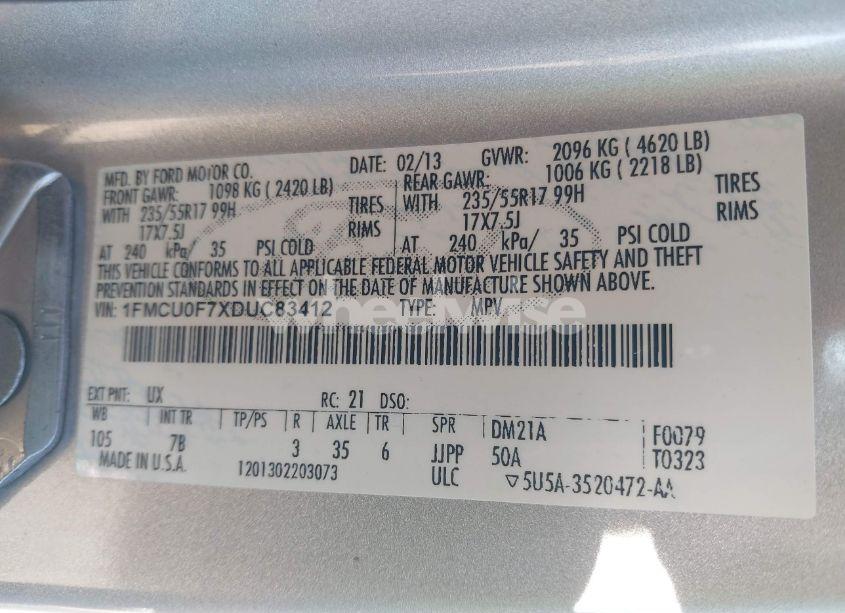 MFD. BY FORD MOTOR CO. DATE: 02/13 GVWR: 2096 KG ( 4620 LB)
FRONT GAWR: 1098 KG ( 2420 LB) REAR GAWR: 1006 KG ( 2218 LB)
WITH 235/55R17 99H TIRES WITH 235/55R17 99H TIRES
17X7.5J RIMS 17X7.5J RIMS
AT 240 kPa/ 35 PSI COLD AT 240 kPa/ 35 PSI COLD
THIS VEHICLE CONFORMS TO ALL APPLICABLE FEDERAL MOTOR VEHICLE SAFETY AND THEFT
PREVENTION STANDARDS IN EFFECT ON THE DATE OF MANUFACTURE SHOWN ABOVE.
VIN: 1FMCU0F7XDUC83412 TYPE: MPV
wheelwise
EXT PNT: UX RC: 21 DSO:
WB INT TR TP/PS R AXLE TR SPR DM21A F0079
105 7B 3 35 6 JJPP 50A T0323
MADE IN U.S.A. 1201302203073 ULC ▽5U5A-3520472-AA